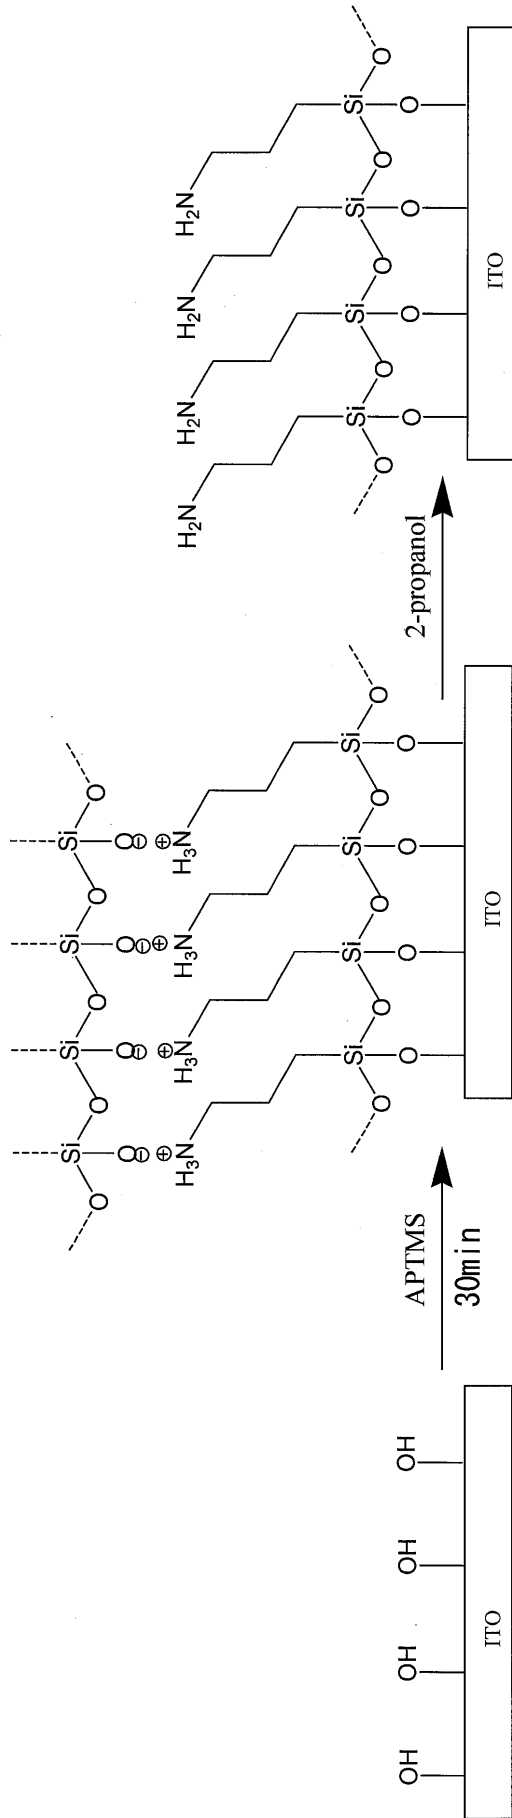 OH OH OH OH
ITO
APTMS
30min
Si Si Si Si
O O O O O
O⊖ O⊖ O⊖ O⊖
⊕ ⊕ ⊕ ⊕
H₃N H₃N H₃N H₃N
Si Si Si Si
O O O O O
O O O O
ITO
2-propanol
H₂N H₂N H₂N H₂N
Si Si Si Si
O O O O O
O O O O
ITO